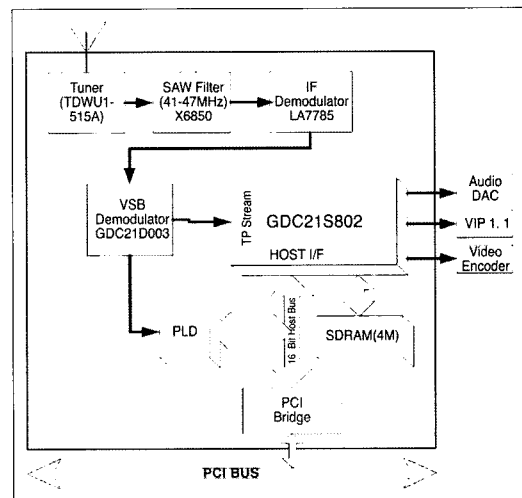 Tuner
(TDWU1-
515A)
SAW Filter
(41-47MHz)
X6850
IF
Demodulator
LA7785
VSB
Demodulator
GDC21D003
TP Stream
GDC21S802
HOST I/F
Audio
DAC
VIP 1. 1
Video
Encoder
PLD
16 Bit Host Bus
SDRAM(4M)
PCI
Bridge
PCI BUS